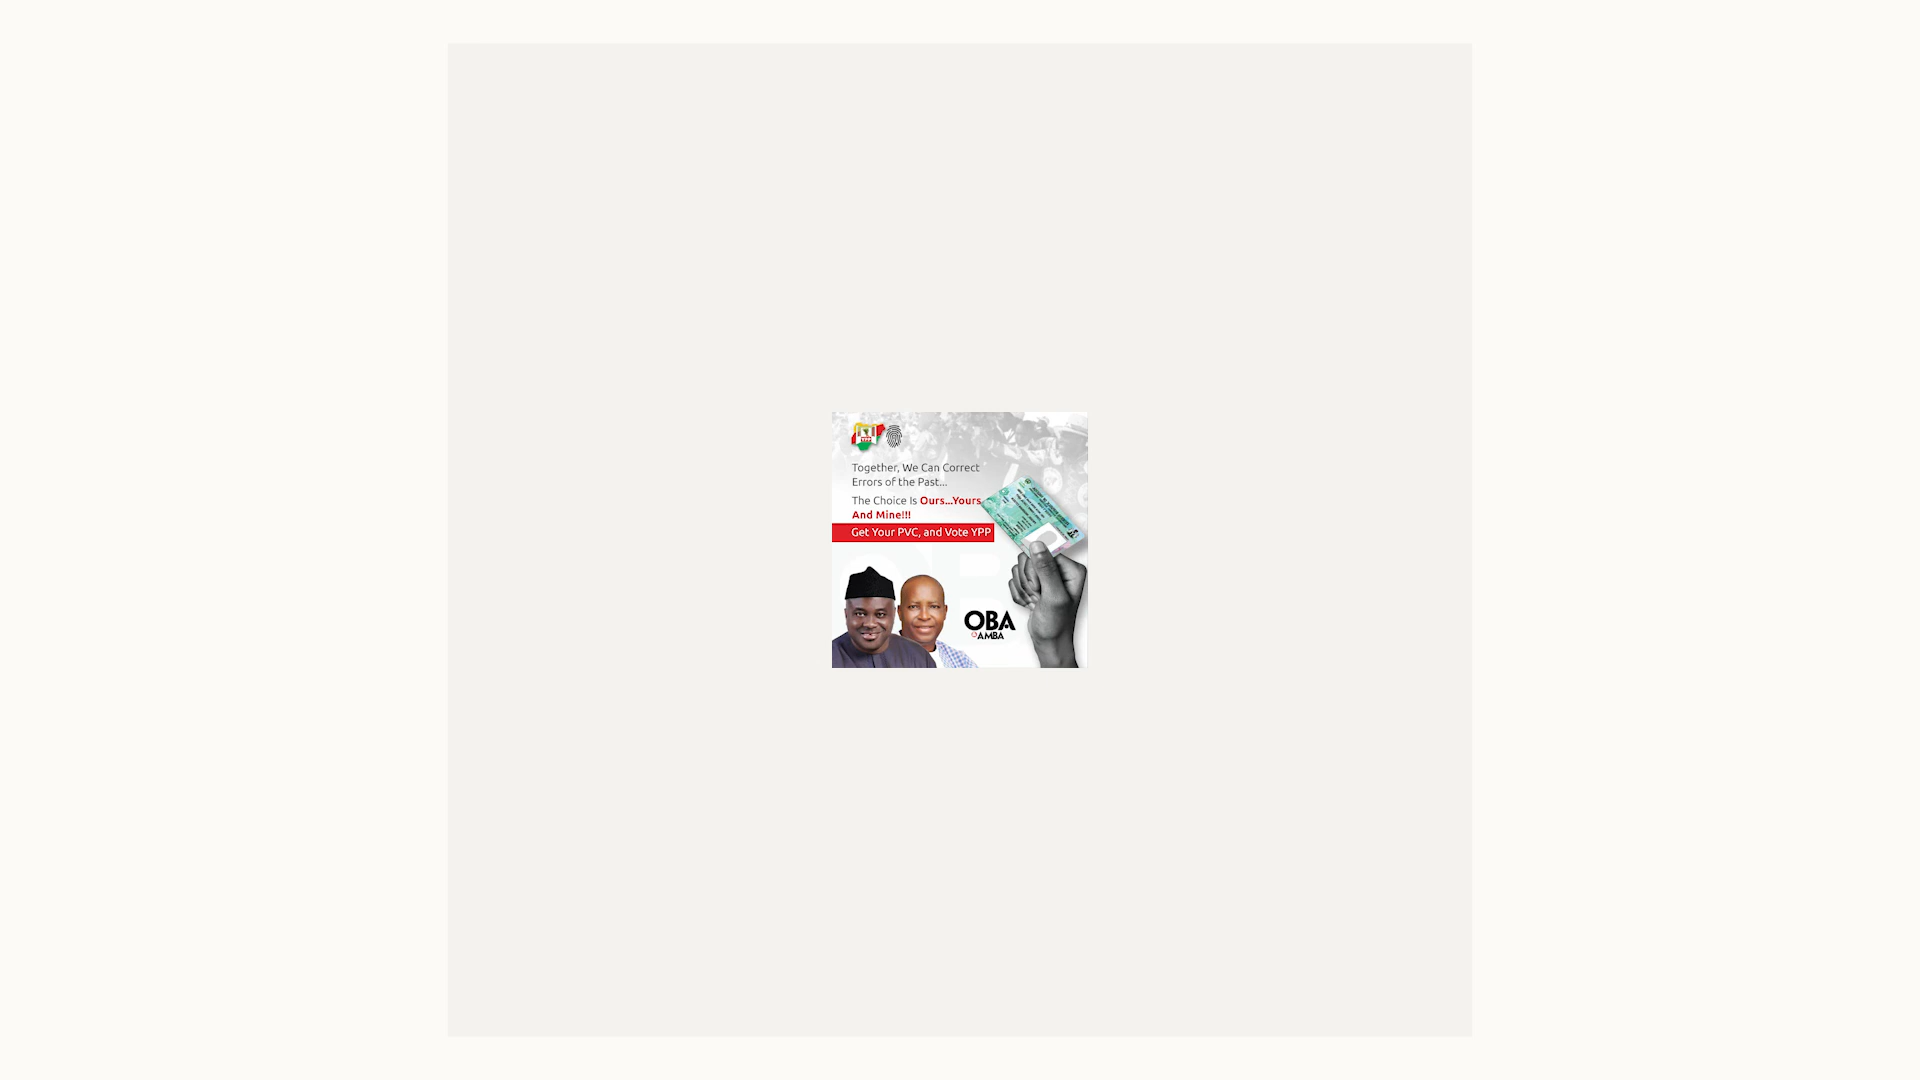 YPP
Together, We Can Correct
Errors of the Past...
The Choice Is Ours...Yours
And Mine!!!
Get Your PVC, and Vote YPP
OBA
AMBA